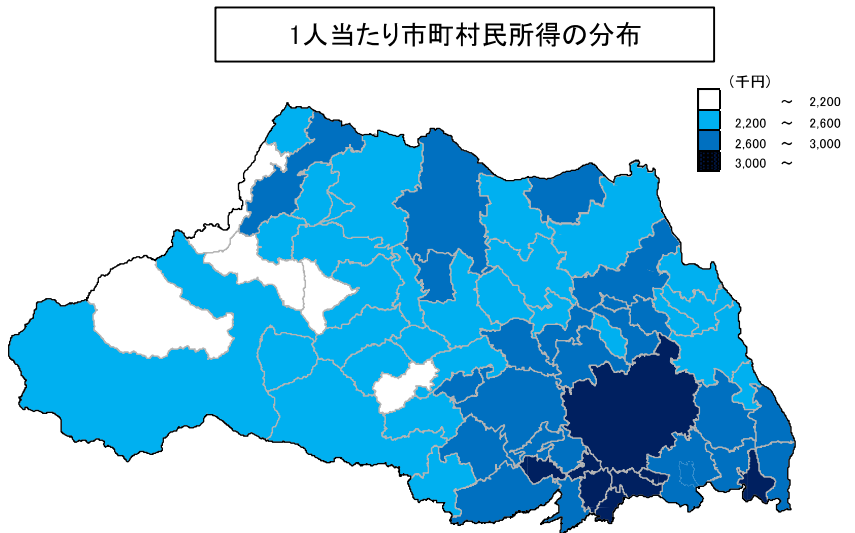 1人当たり市町村民所得の分布
（千円）
～ 2,200
2,200 ～ 2,600
2,600 ～ 3,000
3,000 ～